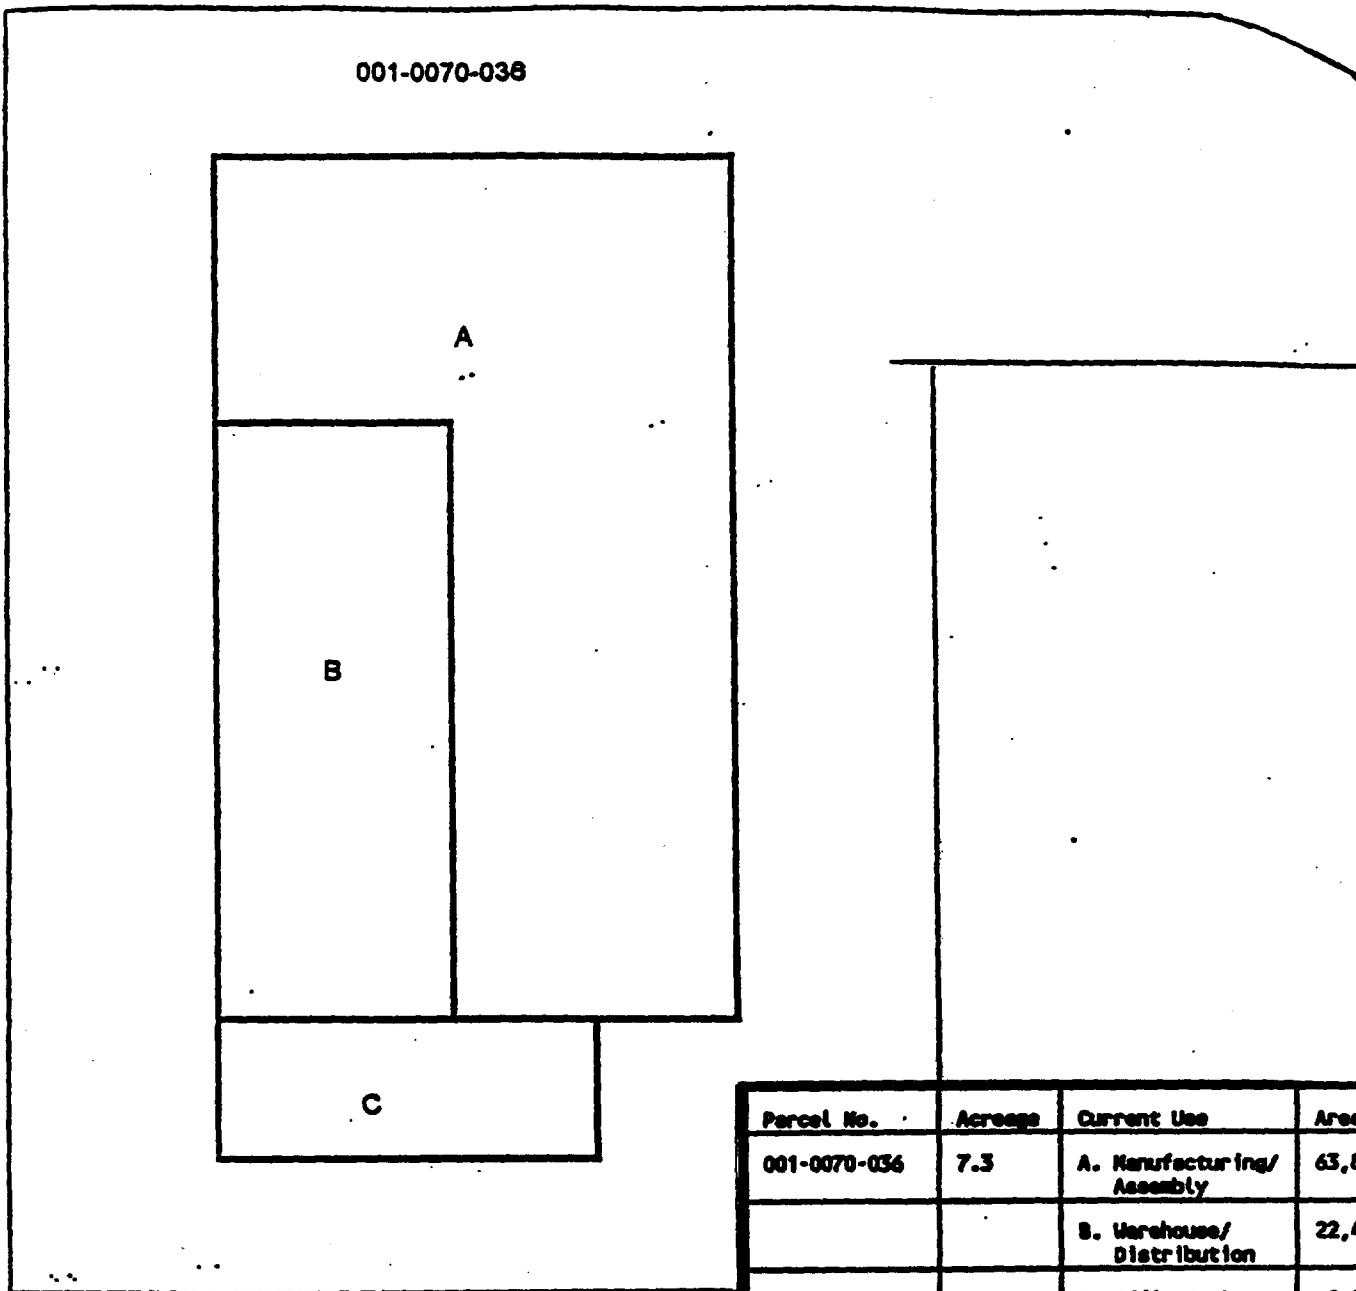 001-0070-036
A
B
C
Parcel No. Acreage Current Use
001-0070-036 7.3 A. Manufacturing/
Assembly
B. Warehouse/
Distribution